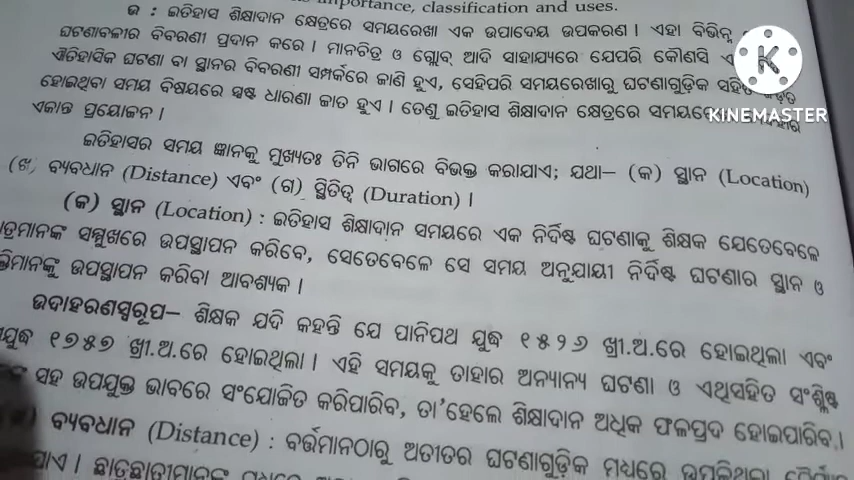 importance, classification and uses.
ଉ : ଇତିହାସ ଶିକ୍ଷାଦାନ କ୍ଷେତ୍ରରେ ସମୟରେଖା ଏକ ଉପାଦେୟ ଉପକରଣ । ଏହା ବିଭିନ୍ନ
ଘଟଣାବଳୀର ବିବରଣୀ ପ୍ରଦାନ କରେ । ମାନଚିତ୍ର ଓ ଗ୍ଲୋବ୍ ଆଦି ସାହାଯ୍ୟରେ ଯେପରି କୌଣସି
ଐତିହାସିକ ଘଟଣା ବା ସ୍ଥାନର ବିବରଣୀ ସମ୍ପର୍କରେ ଜାଣି ହୁଏ, ସେହିପରି ସମୟରେଖାରୁ ଘଟଣାଗୁଡ଼ିକ ସହିତ
ହୋଇଥିବା ସମୟ ବିଷୟରେ ସ୍ପଷ୍ଟ ଧାରଣା ଜାତ ହୁଏ । ତେଣୁ ଇତିହାସ ଶିକ୍ଷାଦାନ କ୍ଷେତ୍ରରେ
ଏକାନ୍ତ ପ୍ରୟୋଜନ ।
KINEMASTER
ଇତିହାସର ସମୟ ଜ୍ଞାନକୁ ମୁଖ୍ୟତଃ ତିନି ଭାଗରେ ବିଭକ୍ତ କରାଯାଏ; ଯଥା– (କ) ସ୍ଥାନ (Location)
(ଖ) ବ୍ୟବଧାନ (Distance) ଏବଂ (ଗ) ସ୍ଥିତିତ୍ୱ (Duration) ।
(କ) ସ୍ଥାନ (Location) : ଇତିହାସ ଶିକ୍ଷାଦାନ ସମୟରେ ଏକ ନିର୍ଦିଷ୍ଟ ଘଟଣାକୁ ଶିକ୍ଷକ ଯେତେବେଳେ
ସମ୍ମୁଖରେ ଉପସ୍ଥାପନ କରିବେ, ସେତେବେଳେ ସେ ସମୟ ଅନୁଯାୟୀ ନିର୍ଦିଷ୍ଟ ଘଟଣାର ସ୍ଥାନ ଓ
ଉପସ୍ଥାପନ କରିବା ଆବଶ୍ୟକ ।
ଉଦାହରଣସ୍ୱରୂପ– ଶିକ୍ଷକ ଯଦି କହନ୍ତି ଯେ ପାନିପଥ ଯୁଦ୍ଧ ୧୫୨୬ ଖ୍ରୀ.ଅ.ରେ ହୋଇଥିଲା ଏବଂ
୧୭୫୭ ଖ୍ରୀ.ଅ.ରେ ହୋଇଥିଲା । ଏହି ସମୟକୁ ତାହାର ଅନ୍ୟାନ୍ୟ ଘଟଣା ଓ ଏଥିସହିତ ସଂଶ୍ଳିଷ୍ଟ
ସହ ଉପଯୁକ୍ତ ଭାବରେ ସଂଯୋଜିତ କରିପାରିବ, ତା'ହେଲେ ଶିକ୍ଷାଦାନ ଅଧିକ ଫଳପ୍ରଦ ହୋଇପାରିବ ।
ବ୍ୟବଧାନ (Distance) : ବର୍ତ୍ତମାନଠାରୁ ଅତୀତର ଘଟଣାଗୁଡ଼ିକ ମଧ୍ୟରେ